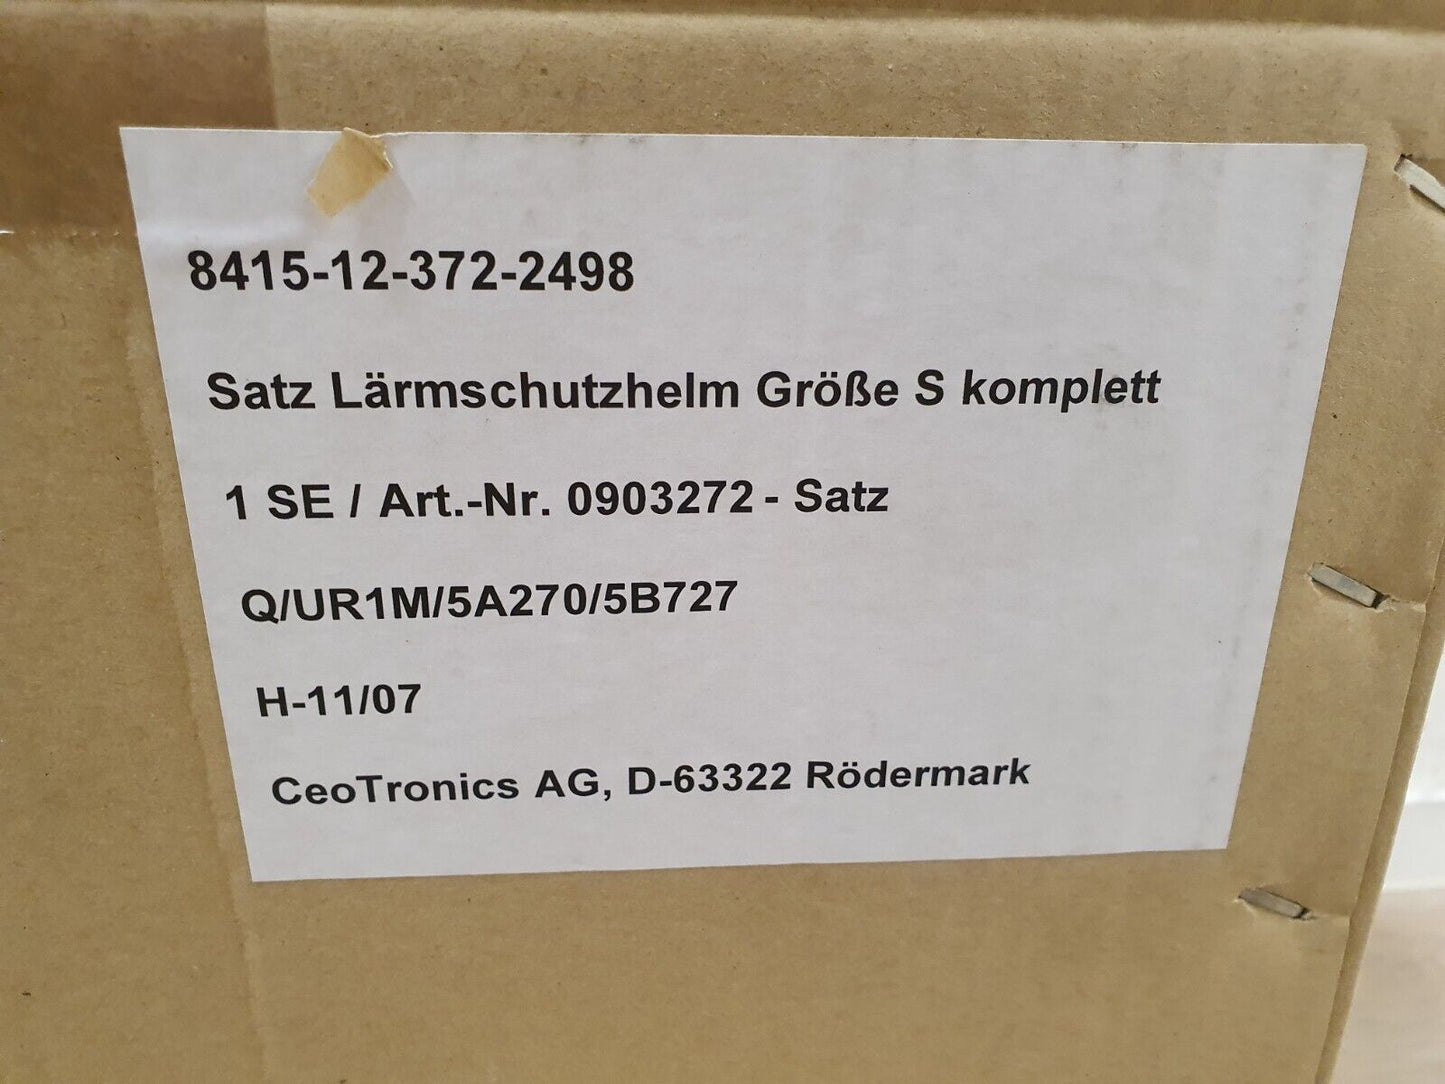 8415-12-372-2498
Satz Lärmschutzhelm Größe S komplett
1 SE / Art.-Nr. 0903272 - Satz
Q/UR1M/5A270/5B727
H-11/07
CeoTronics AG, D-63322 Rödermark